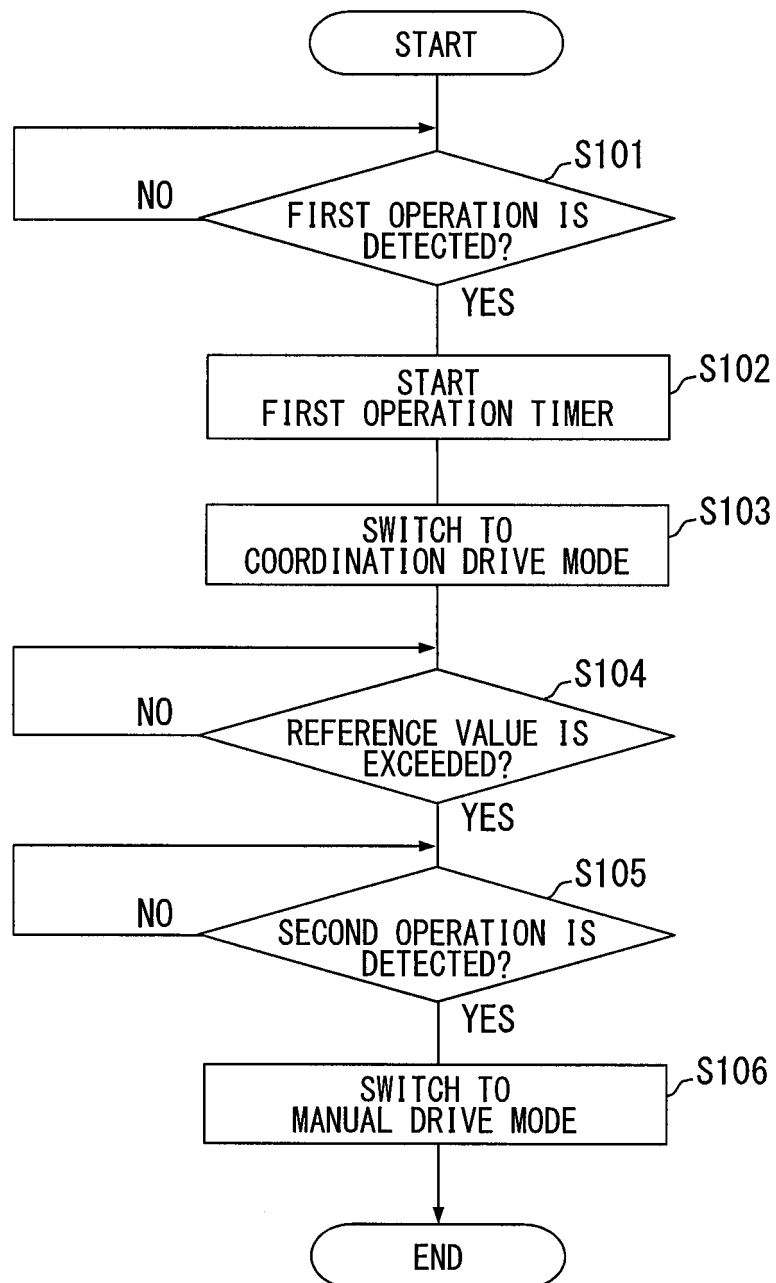 START
S101
NO
FIRST OPERATION IS
DETECTED?
YES
S102
START
FIRST OPERATION TIMER
S103
SWITCH TO
COORDINATION DRIVE MODE
S104
NO
REFERENCE VALUE IS
EXCEEDED?
YES
S105
NO
SECOND OPERATION IS
DETECTED?
YES
S106
SWITCH TO
MANUAL DRIVE MODE
END